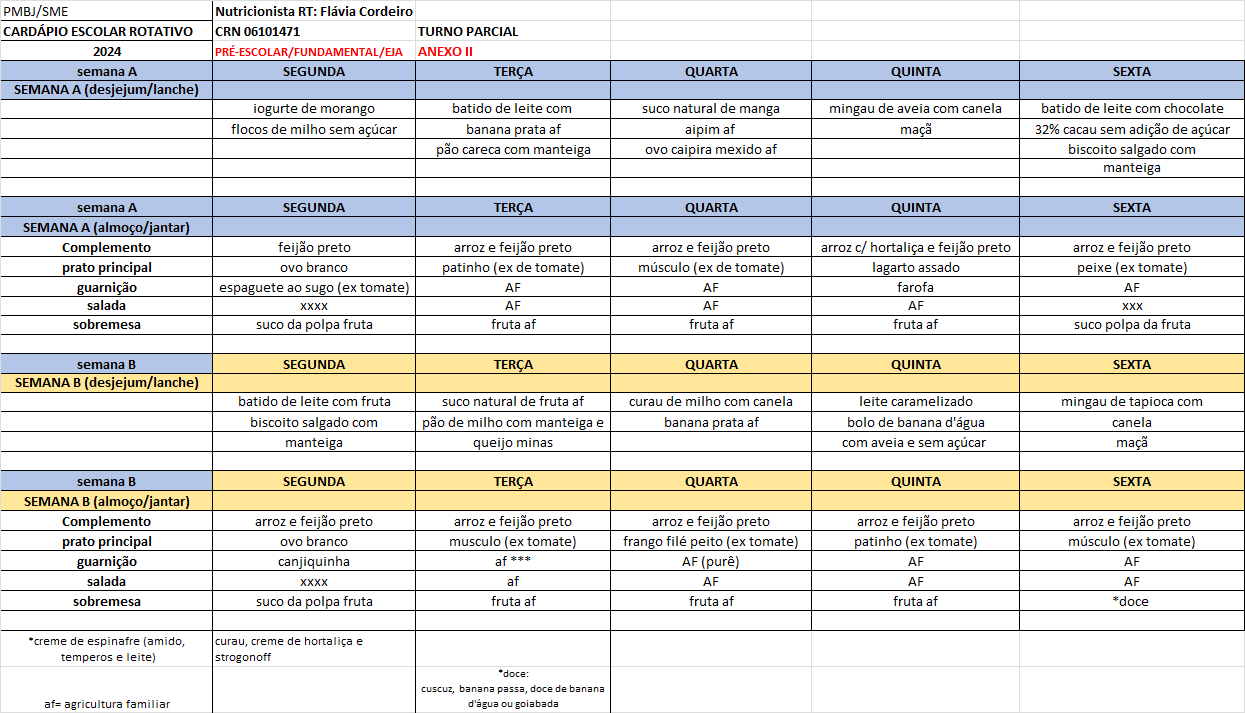 PMBJ/SME Nutricionista RT: Flávia Cordeiro
CARDÁPIO ESCOLAR ROTATIVO CRN 06101471 TURNO PARCIAL
2024 PRÉ-ESCOLAR/FUNDAMENTAL/EJA ANEXO II
semana A SEGUNDA TERÇA QUARTA QUINTA SEXTA
SEMANA A (desjejum/lanche)
iogurte de morango batido de leite com suco natural de manga mingau de aveia com canela batido de leite com chocolate
flocos de milho sem açúcar banana prata af aipim af maçã 32% cacau sem adição de açúcar
pão careca com manteiga ovo caipira mexido af biscoito salgado com
manteiga
semana A SEGUNDA TERÇA QUARTA QUINTA SEXTA
SEMANA A (almoço/jantar)
Complemento feijão preto arroz e feijão preto arroz e feijão preto arroz c/ hortaliça e feijão preto arroz e feijão preto
prato principal ovo branco patinho (ex de tomate) músculo (ex de tomate) lagarto assado peixe (ex tomate)
guarnição espaguete ao sugo (ex tomate) AF AF farofa AF
salada xxxx AF AF AF xxx
sobremesa suco da polpa fruta fruta af fruta af fruta af suco polpa da fruta
semana B SEGUNDA TERÇA QUARTA QUINTA SEXTA
SEMANA B (desjejum/lanche)
batido de leite com fruta suco natural de fruta af curau de milho com canela leite caramelizado mingau de tapioca com
biscoito salgado com pão de milho com manteiga e banana prata af bolo de banana d'água canela
manteiga queijo minas com aveia e sem açúcar maçã
semana B SEGUNDA TERÇA QUARTA QUINTA SEXTA
SEMANA B (almoço/jantar)
Complemento arroz e feijão preto arroz e feijão preto arroz e feijão preto arroz e feijão preto arroz e feijão preto
prato principal ovo branco musculo (ex tomate) frango filé peito (ex tomate) patinho (ex tomate) músculo (ex tomate)
guarnição canjiquinha af *** AF (purê) AF AF
salada xxxx af AF AF AF
sobremesa suco da polpa fruta fruta af fruta af fruta af *doce
*creme de espinafre (amido, curau, creme de hortaliça e
temperos e leite) strogonoff
*doce:
cuscuz, banana passa, doce de banana
af= agricultura familiar d'água ou goiabada